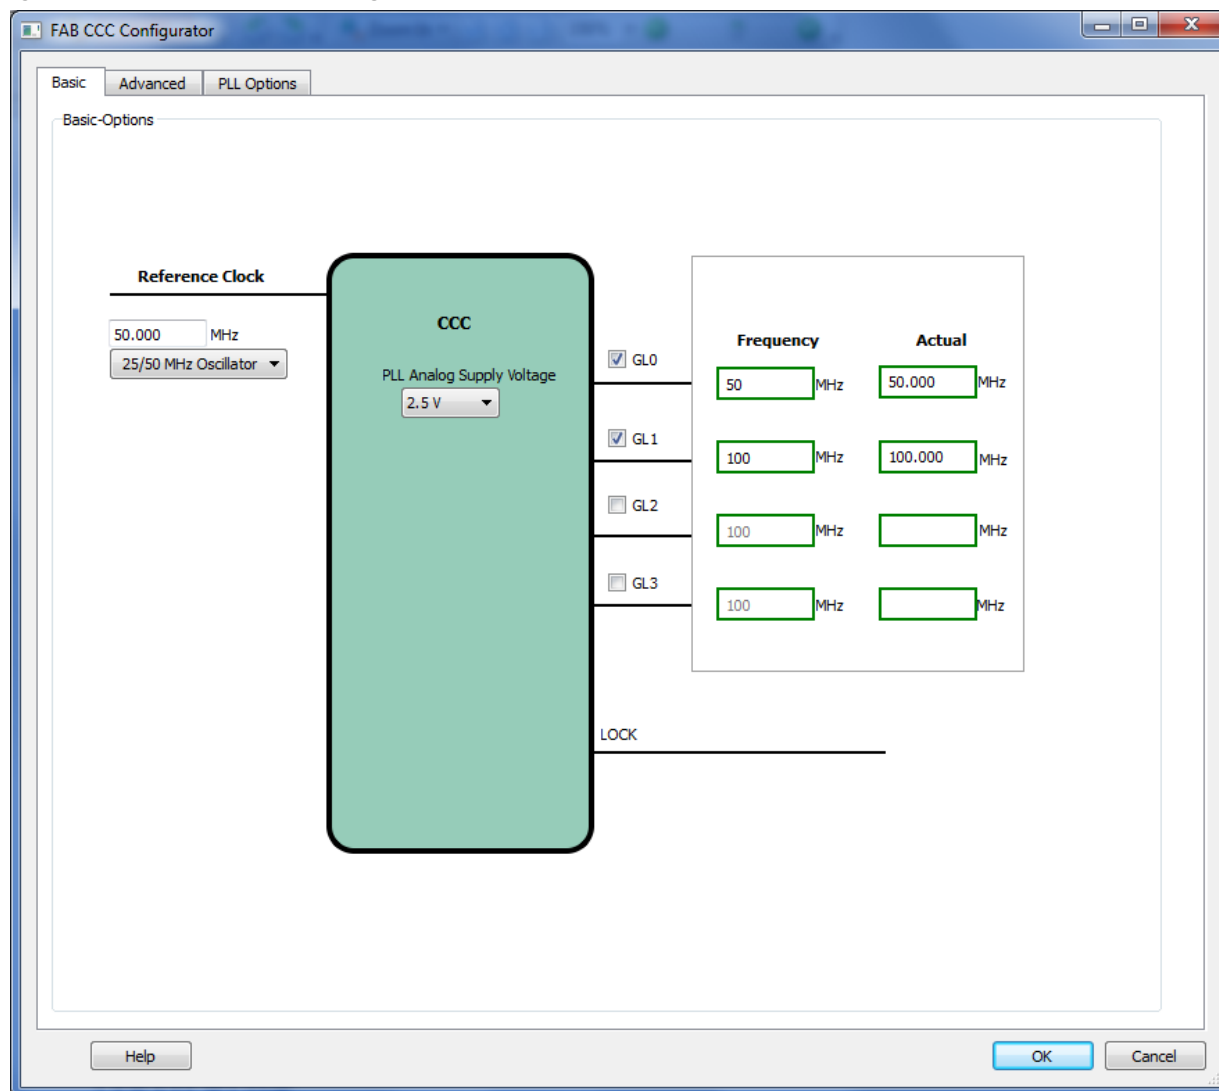 FAB CCC Configurator
Basic Advanced PLL Options
Basic-Options
Reference Clock
50.000 MHz
25/50 MHz Oscillator
CCC
PLL Analog Supply Voltage
2.5 V
Frequency Actual
GL0 50 MHz 50.000 MHz
GL1 100 MHz 100.000 MHz
GL2 100 MHz MHz
GL3 100 MHz MHz
LOCK
Help OK Cancel